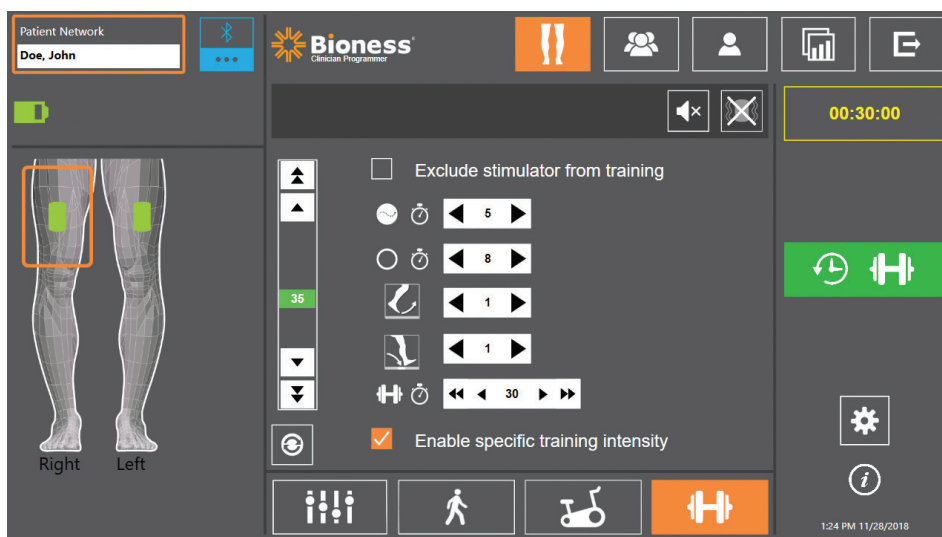 Patient Network
Doe, John
Bioness
Clinician Programmer
00:30:00
Exclude stimulator from training
5
8
35
1
1
30
Enable specific training intensity
Right Left
1:24 PM 11/28/2018